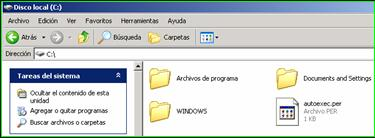 Disco local (C:)
Archivo Edición Ver Favoritos Herramientas Ayuda
Atrás Búsqueda Carpetas
Dirección C:\
Tareas del sistema
Ocultar el contenido de esta unidad
Agregar o quitar programas
Buscar archivos o carpetas
Archivos de programa
Documents and Settings
WINDOWS
autoexec.per
Archivo PER
1 KB